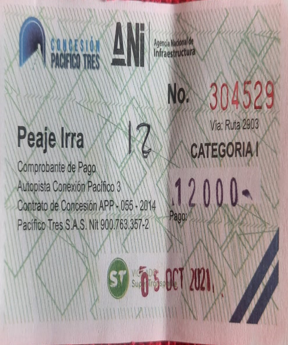 CONCESIÓN
PACÍFICO TRES
ANI
Agencia Nacional de
Infraestructura
No. 304529
Vía: Ruta 2903
Peaje Irra
12
CATEGORIA I
Comprobante de Pago
Autopista Conexión Pacífico 3
Contrato de Concesión APP - 055 - 2014
Pacífico Tres S.A.S. Nit 900.763.357-2
12000-
Pago:
ST
05 OCT 2021